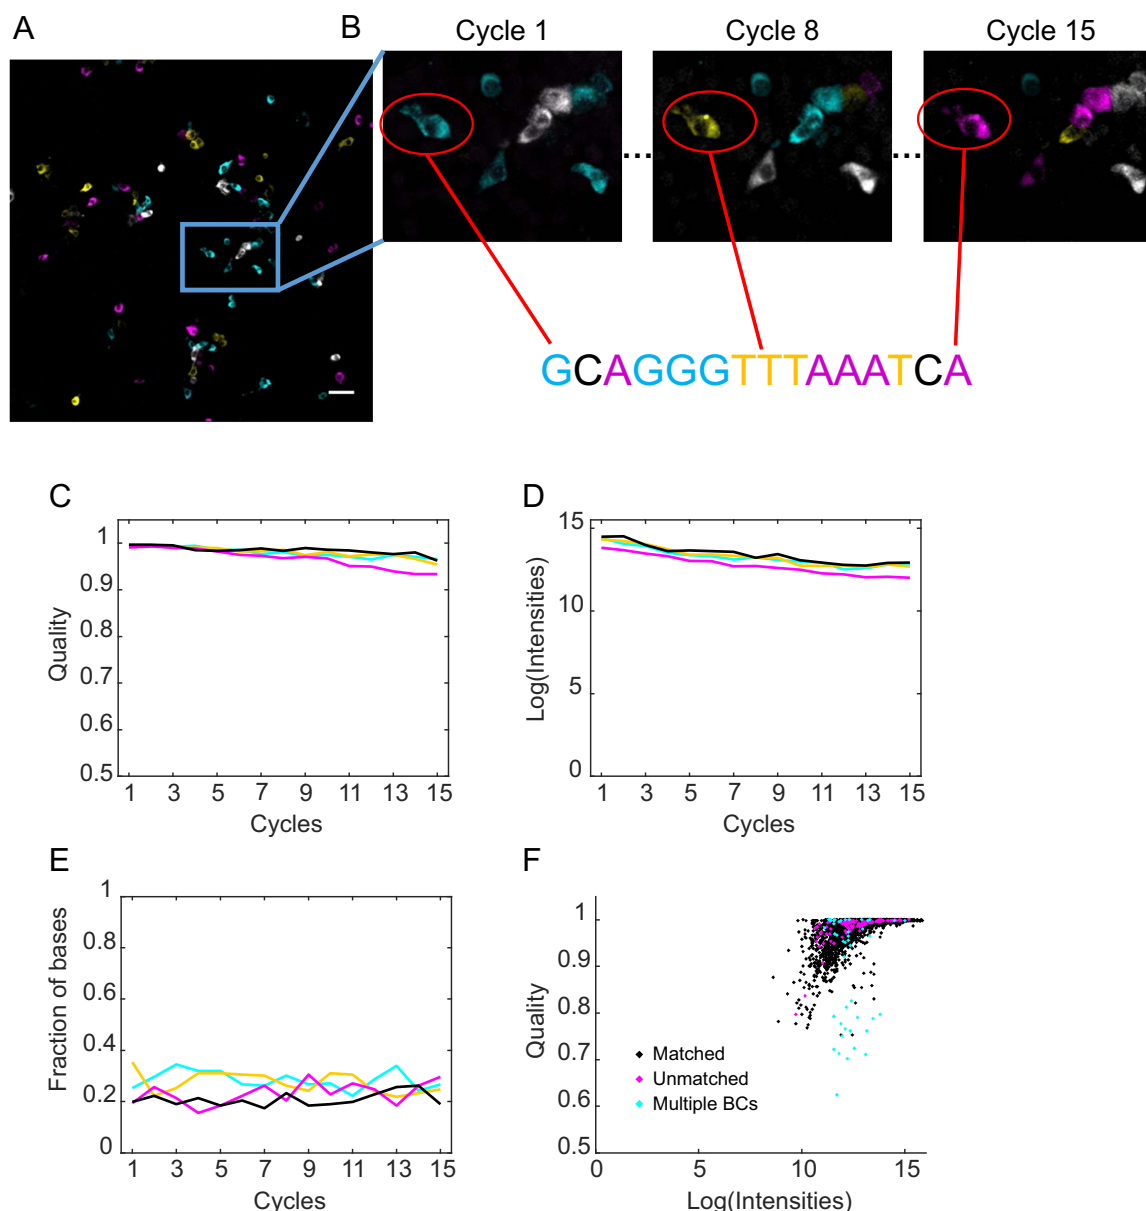 A
B
Cycle 1
Cycle 8
Cycle 15
...
...
GCAGGGTTTAAATCA
C
Quality
1
0.9
0.8
0.7
0.6
0.5
1 3 5 7 9 11 13 15
Cycles
D
Log(Intensities)
15
10
5
0
1 3 5 7 9 11 13 15
Cycles
E
Fraction of bases
1
0.8
0.6
0.4
0.2
0
1 3 5 7 9 11 13 15
Cycles
F
Quality
1
0.9
0.8
0.7
0.6
0.5
Matched
Unmatched
Multiple BCs
0 5 10 15
Log(Intensities)